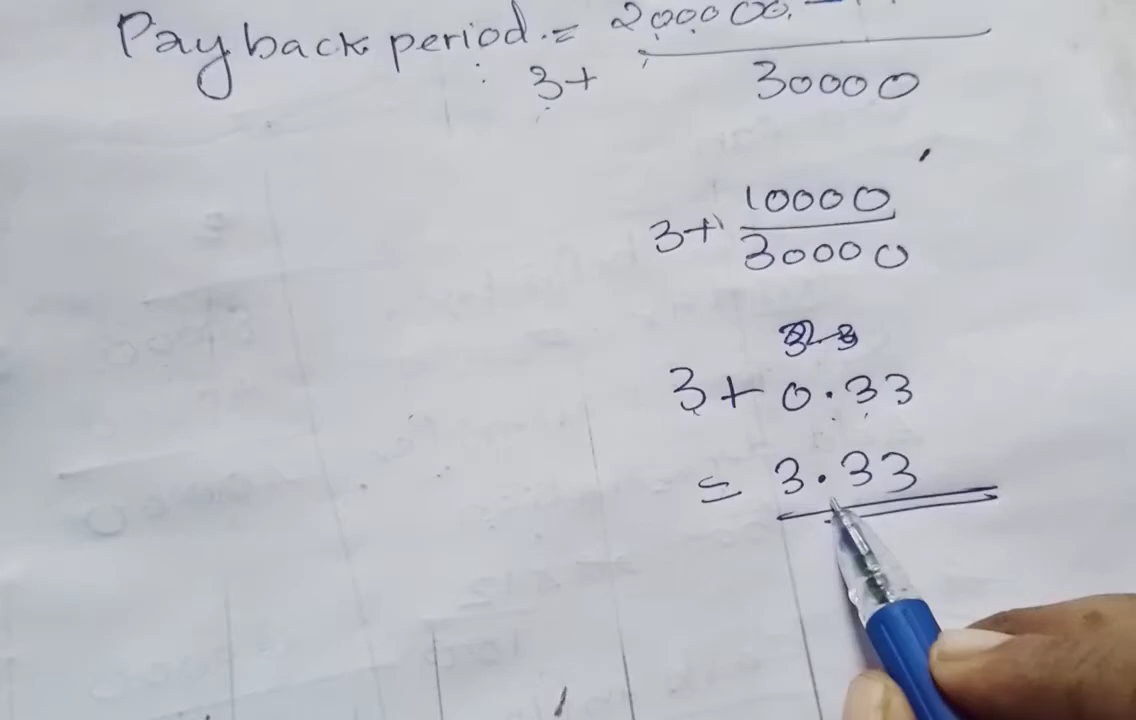 Payback period. = 200000. -
3+ 30000
3+ 10000
30000
3 + 0.33
= 3.33